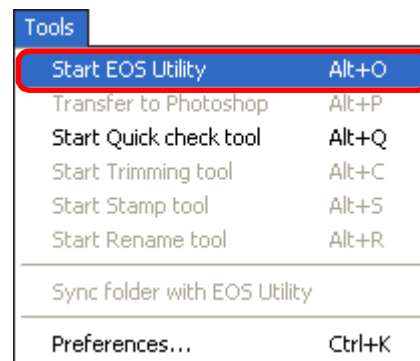 Tools
Start EOS Utility Alt+O
Transfer to Photoshop Alt+P
Start Quick check tool Alt+Q
Start Trimming tool Alt+C
Start Stamp tool Alt+S
Start Rename tool Alt+R
Sync folder with EOS Utility
Preferences... Ctrl+K